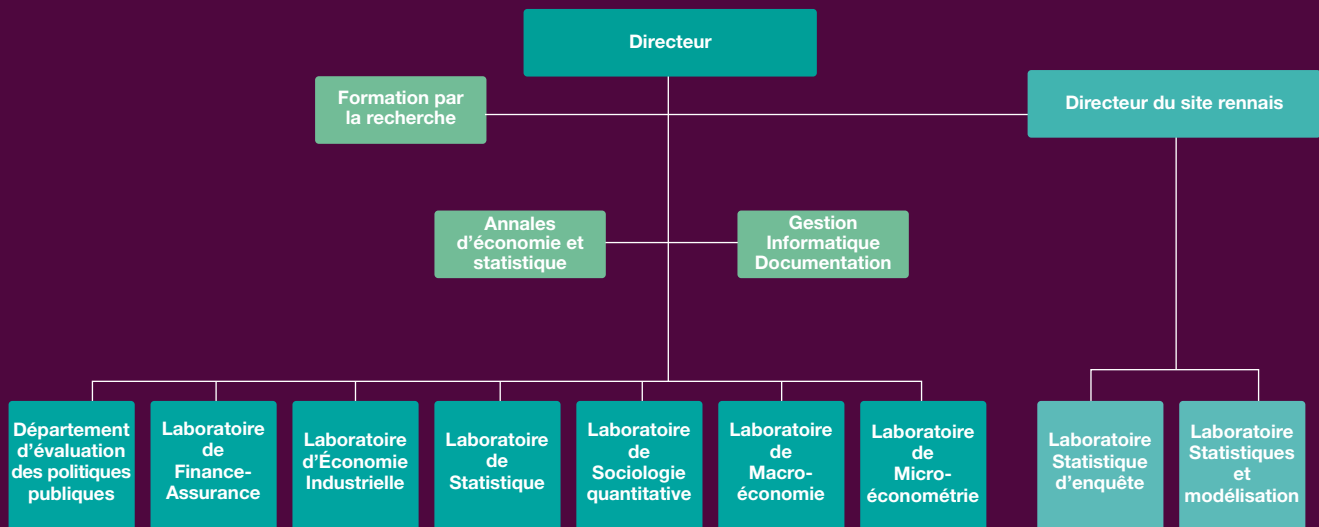 Directeur
Formation par
la recherche
Directeur du site rennais
Annales
d'économie et
statistique
Gestion
Informatique
Documentation
Département
d'évaluation
des politiques
publiques
Laboratoire
de
Finance-
Assurance
Laboratoire
d'Économie
Industrielle
Laboratoire
de
Statistique
Laboratoire
de
Sociologie
quantitative
Laboratoire
de
Macro-
économie
Laboratoire
de
Micro-
économétrie
Laboratoire
Statistique
d'enquête
Laboratoire
Statistiques
et
modélisation